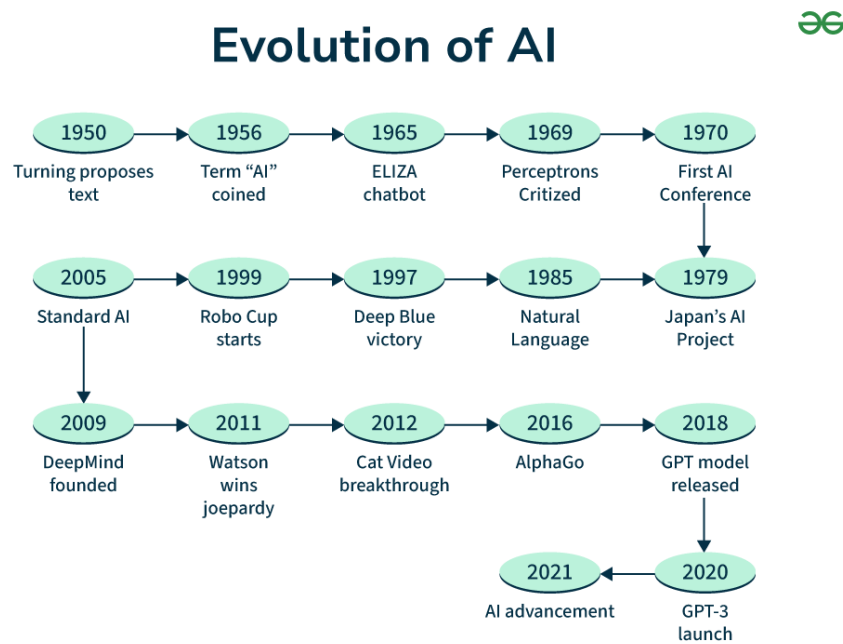 Evolution of AI
1950
Turning proposes
text
1956
Term “AI”
coined
1965
ELIZA
chatbot
1969
Perceptrons
Critized
1970
First AI
Conference
2005
Standard AI
1999
Robo Cup
starts
1997
Deep Blue
victory
1985
Natural
Language
1979
Japan’s AI
Project
2009
DeepMind
founded
2011
Watson
wins
joepardy
2012
Cat Video
breakthrough
2016
AlphaGo
2018
GPT model
released
2021
AI advancement
2020
GPT-3
launch